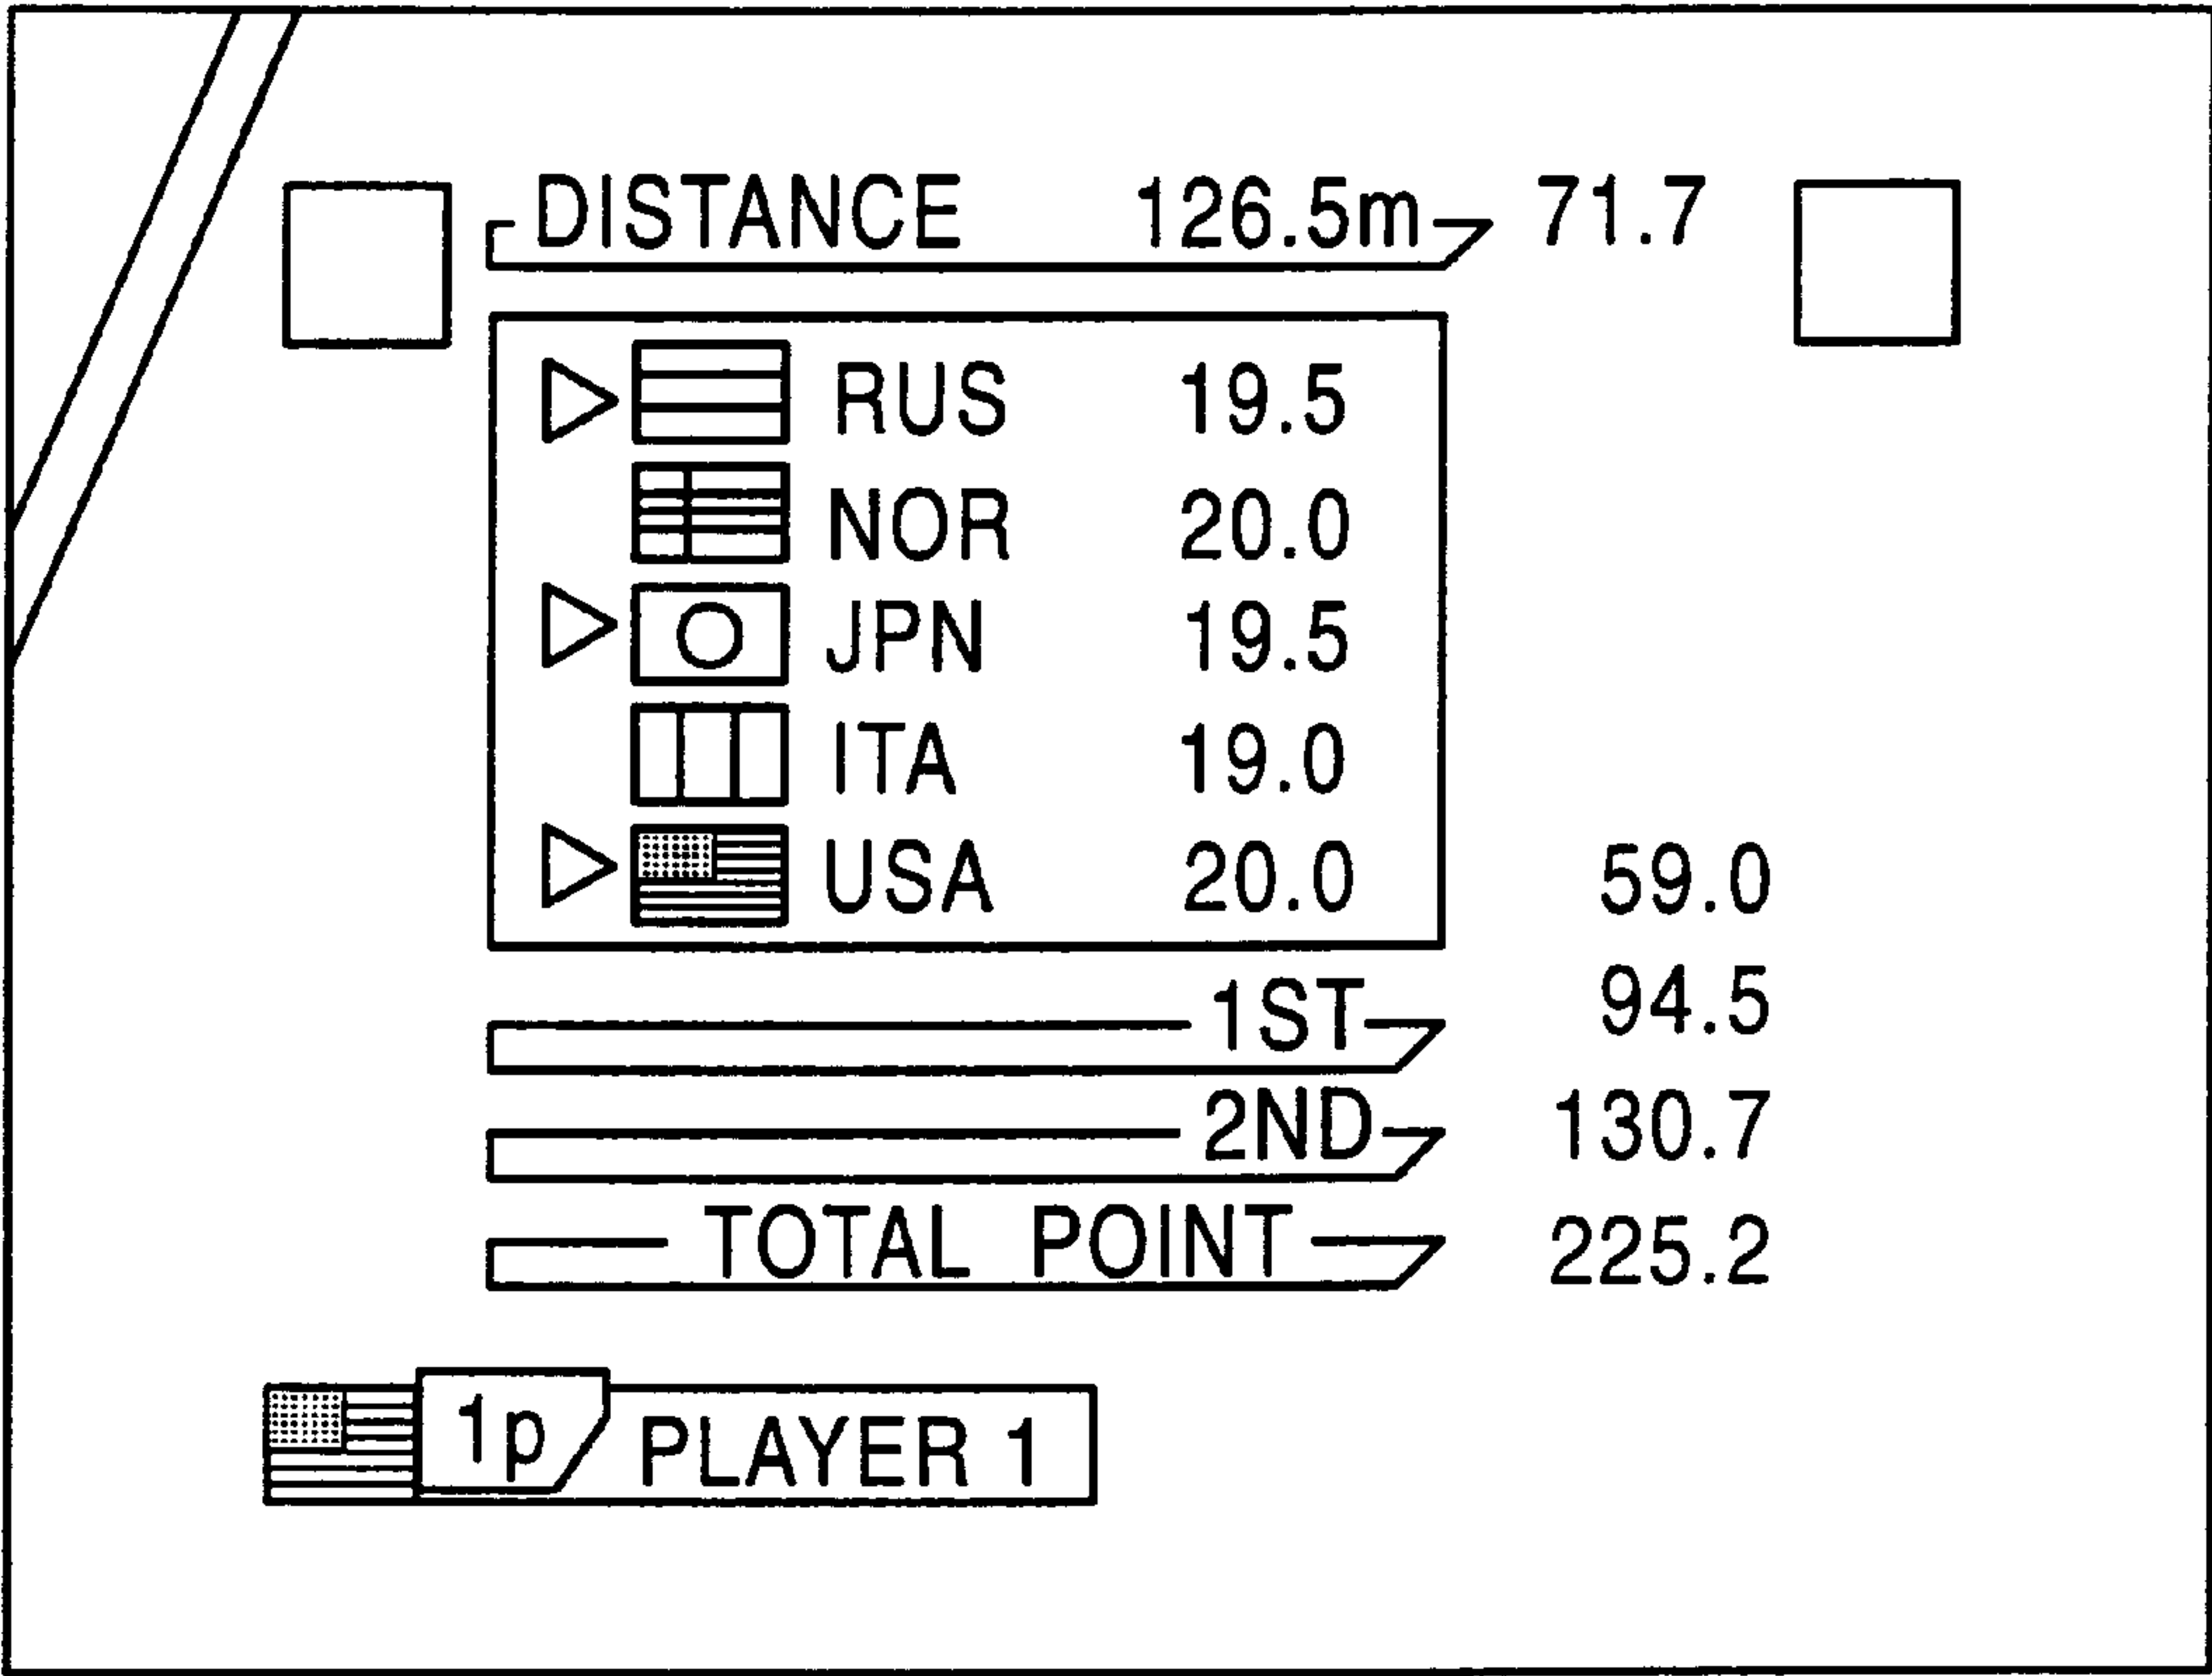 DISTANCE 126.5m 71.7
RUS 19.5
NOR 20.0
JPN 19.5
ITA 19.0
USA 20.0 59.0
1ST 94.5
2ND 130.7
TOTAL POINT 225.2
1p PLAYER 1